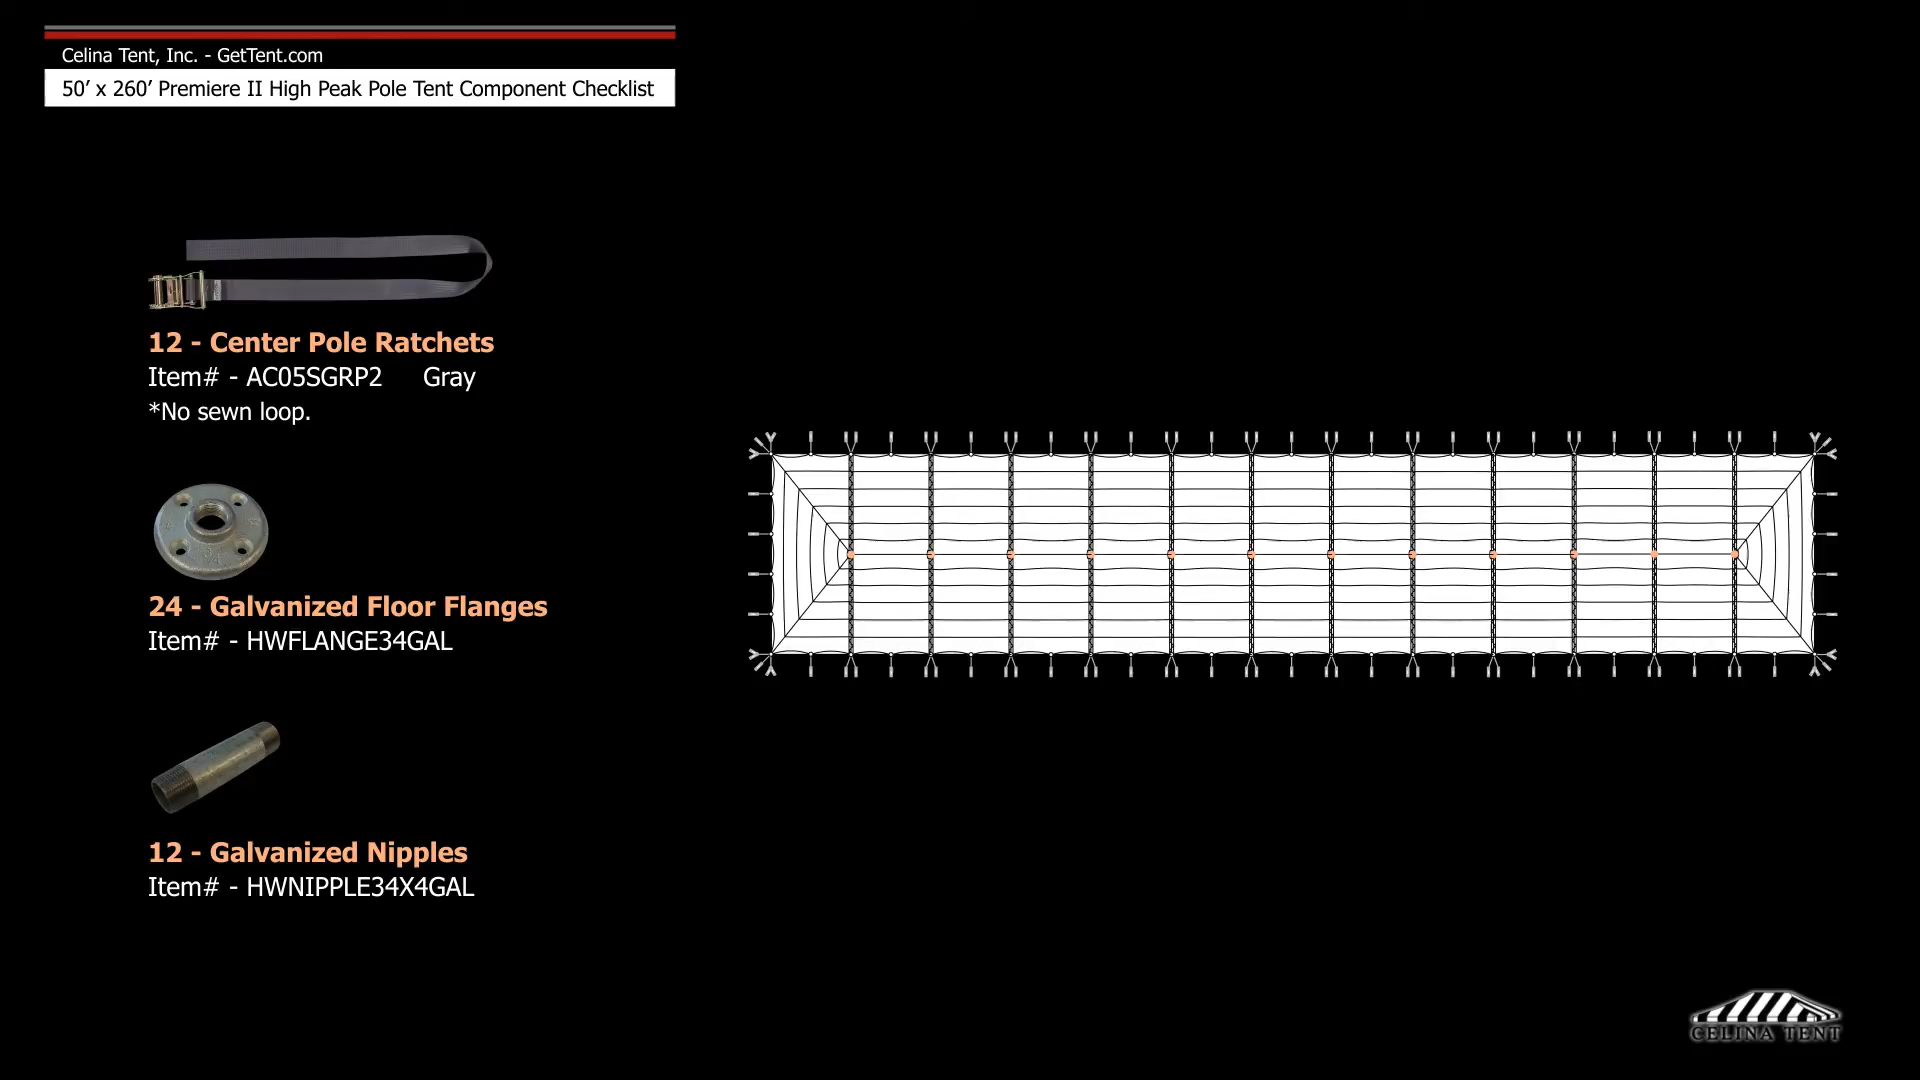 Celina Tent, Inc. - GetTent.com
50’ x 260’ Premiere II High Peak Pole Tent Component Checklist
12 - Center Pole Ratchets
Item# - AC05SGRP2 Gray
*No sewn loop.
24 - Galvanized Floor Flanges
Item# - HWFLANGE34GAL
12 - Galvanized Nipples
Item# - HWNIPPLE34X4GAL
CELINA TENT